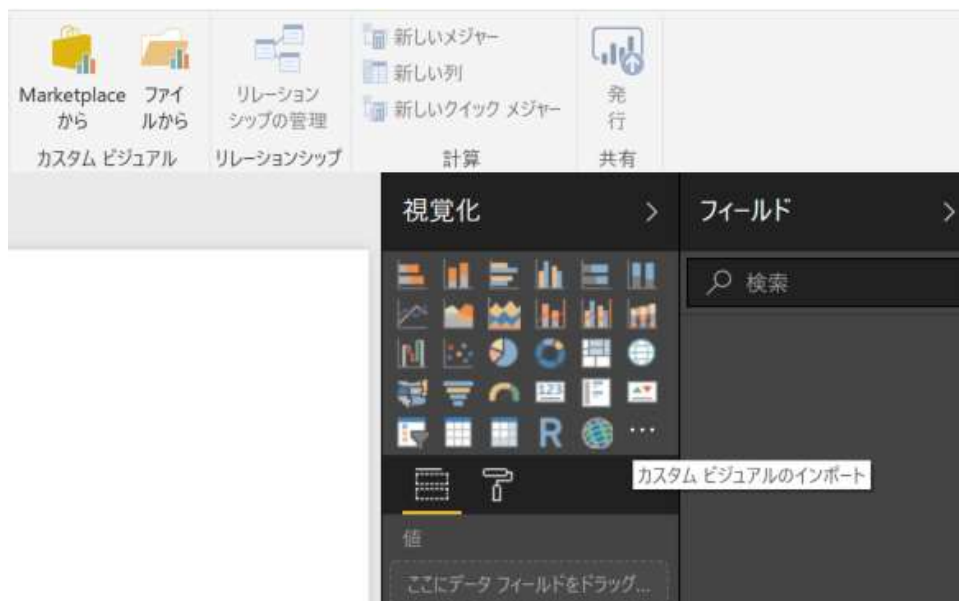 Marketplace
から
ファイ
ルから
カスタム ビジュアル
リレーション
シップの管理
リレーションシップ
新しいメジャー
新しい列
新しいクイック メジャー
計算
発
行
共有
視覚化
フィールド
検索
123
R
カスタム ビジュアルのインポート
値
ここにデータ フィールドをドラッグ...